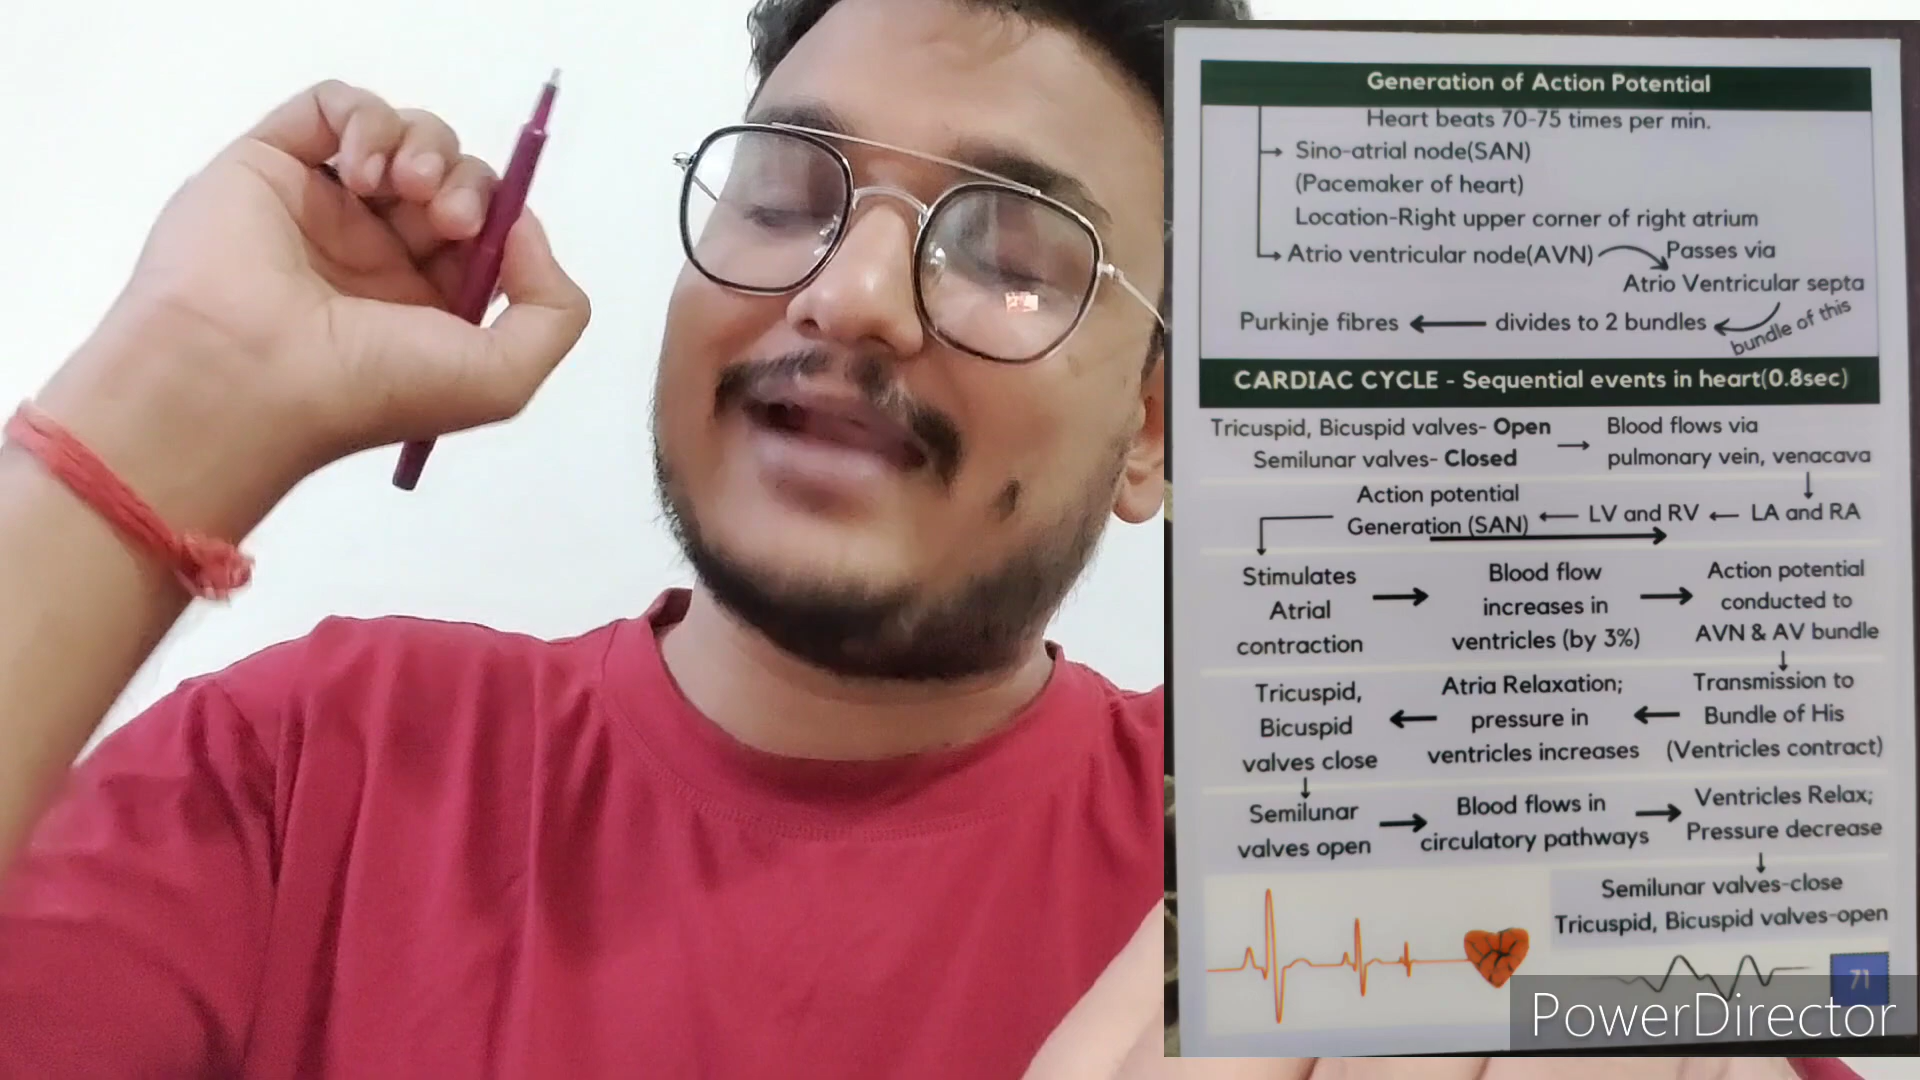 Generation of Action Potential
Heart beats 70-75 times per min.
Sino-atrial node(SAN)
(Pacemaker of heart)
Location-Right upper corner of right atrium
Atrio ventricular node(AVN)
Passes via
Atrio Ventricular septa
bundle of this
divides to 2 bundles
Purkinje fibres
CARDIAC CYCLE - Sequential events in heart(0.8sec)
Tricuspid, Bicuspid valves- Open
Semilunar valves- Closed
Blood flows via
pulmonary vein, venacava
LA and RA
LV and RV
Action potential
Generation (SAN)
Stimulates
Atrial
contraction
Blood flow
increases in
ventricles (by 3%)
Action potential
conducted to
AVN & AV bundle
Transmission to
Bundle of His
(Ventricles contract)
Atria Relaxation;
pressure in
ventricles increases
Tricuspid,
Bicuspid
valves close
Semilunar
valves open
Blood flows in
circulatory pathways
Ventricles Relax;
Pressure decrease
Semilunar valves-close
Tricuspid, Bicuspid valves-open
71
PowerDirector